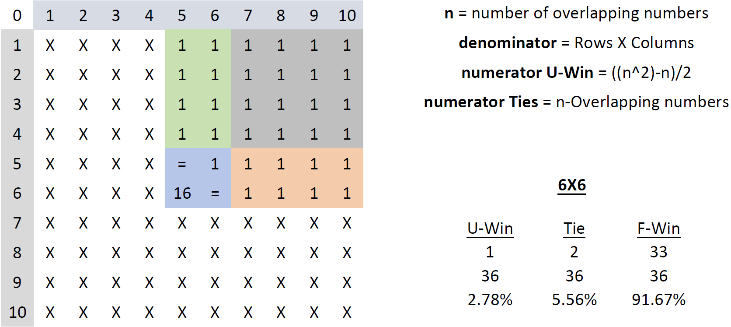 0 1 2 3 4 5 6 7 8 9 10
1 X X X X 1 1 1 1 1 1
2 X X X X 1 1 1 1 1 1
3 X X X X 1 1 1 1 1 1
4 X X X X 1 1 1 1 1 1
5 X X X X = 1 1 1 1 1
6 X X X X 16 = 1 1 1 1
7 X X X X X X X X X X
8 X X X X X X X X X X
9 X X X X X X X X X X
10 X X X X X X X X X X
n = number of overlapping numbers
denominator = Rows X Columns
numerator U-Win = ((n^2)-n)/2
numerator Ties = n-Overlapping numbers
6X6
U-Win Tie F-Win
1 2 33
36 36 36
2.78% 5.56% 91.67%